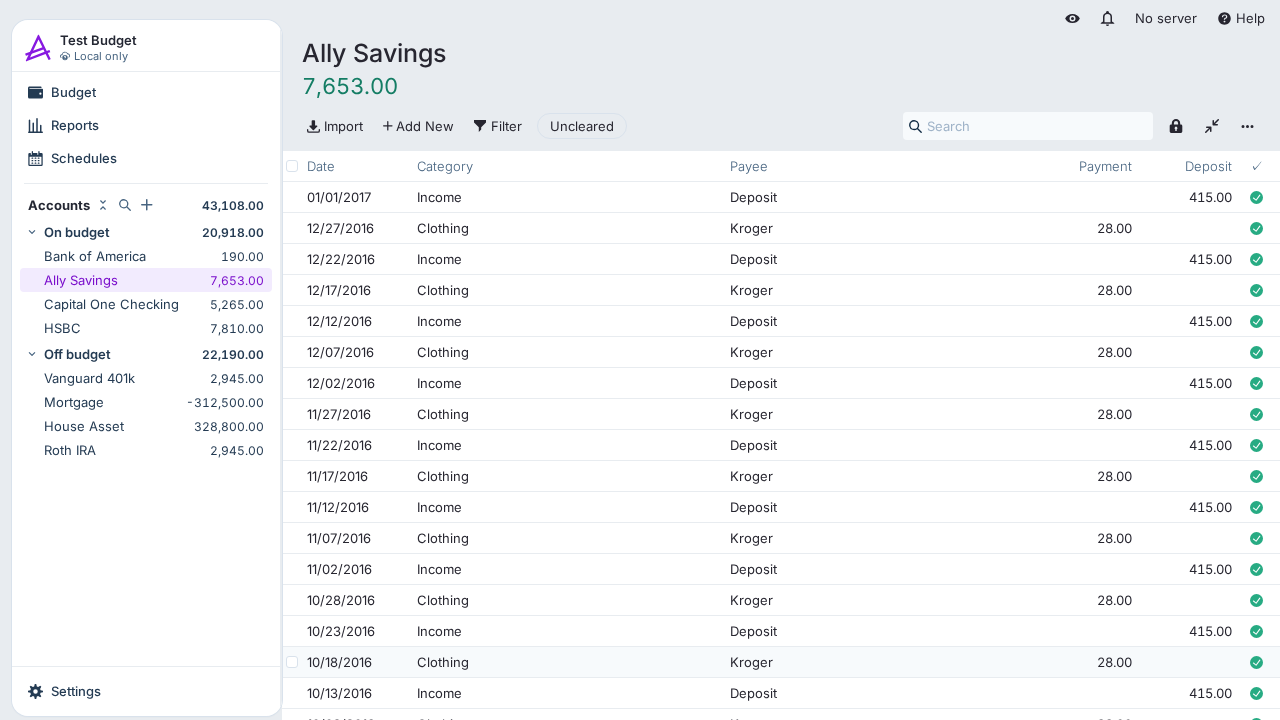 No server
Help
Test Budget
Local only
Budget
Reports
Schedules
Accounts 43,108.00
On budget 20,918.00
Bank of America 190.00
Ally Savings 7,653.00
Capital One Checking 5,265.00
HSBC 7,810.00
Off budget 22,190.00
Vanguard 401k 2,945.00
Mortgage -312,500.00
House Asset 328,800.00
Roth IRA 2,945.00
Settings
Ally Savings
7,653.00
Import Add New Filter Uncleared Search
Date Category Payee Payment Deposit ✓
01/01/2017 Income Deposit 415.00
12/27/2016 Clothing Kroger 28.00
12/22/2016 Income Deposit 415.00
12/17/2016 Clothing Kroger 28.00
12/12/2016 Income Deposit 415.00
12/07/2016 Clothing Kroger 28.00
12/02/2016 Income Deposit 415.00
11/27/2016 Clothing Kroger 28.00
11/22/2016 Income Deposit 415.00
11/17/2016 Clothing Kroger 28.00
11/12/2016 Income Deposit 415.00
11/07/2016 Clothing Kroger 28.00
11/02/2016 Income Deposit 415.00
10/28/2016 Clothing Kroger 28.00
10/23/2016 Income Deposit 415.00
10/18/2016 Clothing Kroger 28.00
10/13/2016 Income Deposit 415.00